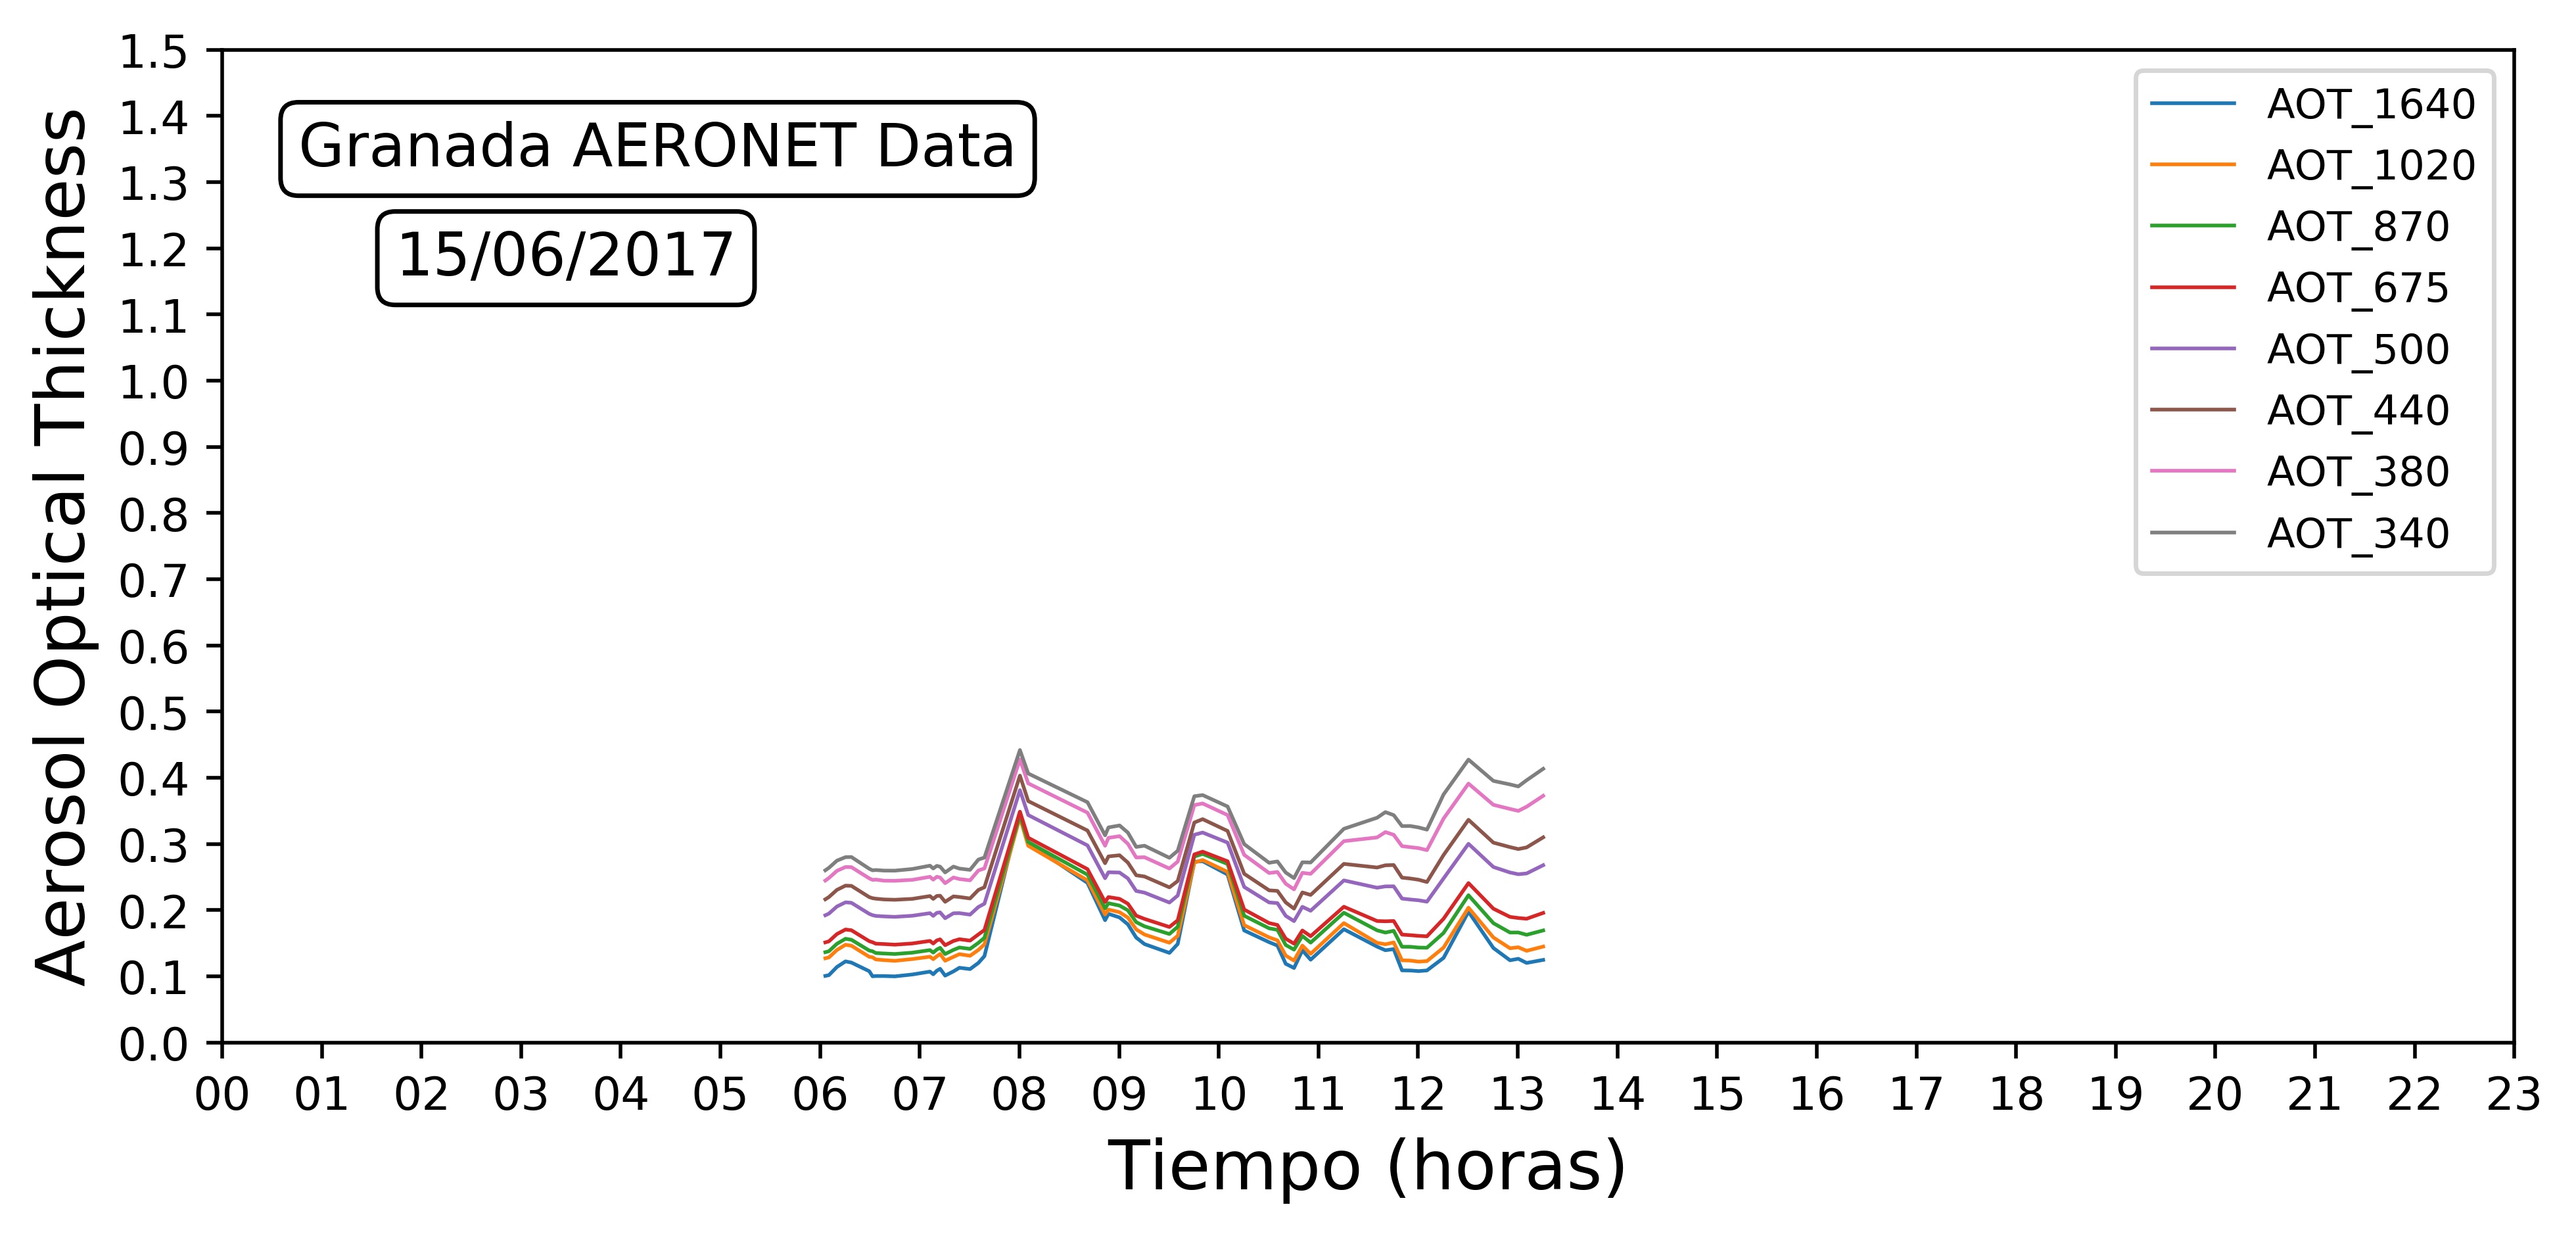 Granada AERONET Data
15/06/2017
AOT_1640
AOT_1020
AOT_870
AOT_675
AOT_500
AOT_440
AOT_380
AOT_340
Aerosol Optical Thickness
1.5
1.4
1.3
1.2
1.1
1.0
0.9
0.8
0.7
0.6
0.5
0.4
0.3
0.2
0.1
0.0
00 01 02 03 04 05 06 07 08 09 10 11 12 13 14 15 16 17 18 19 20 21 22 23
Tiempo (horas)